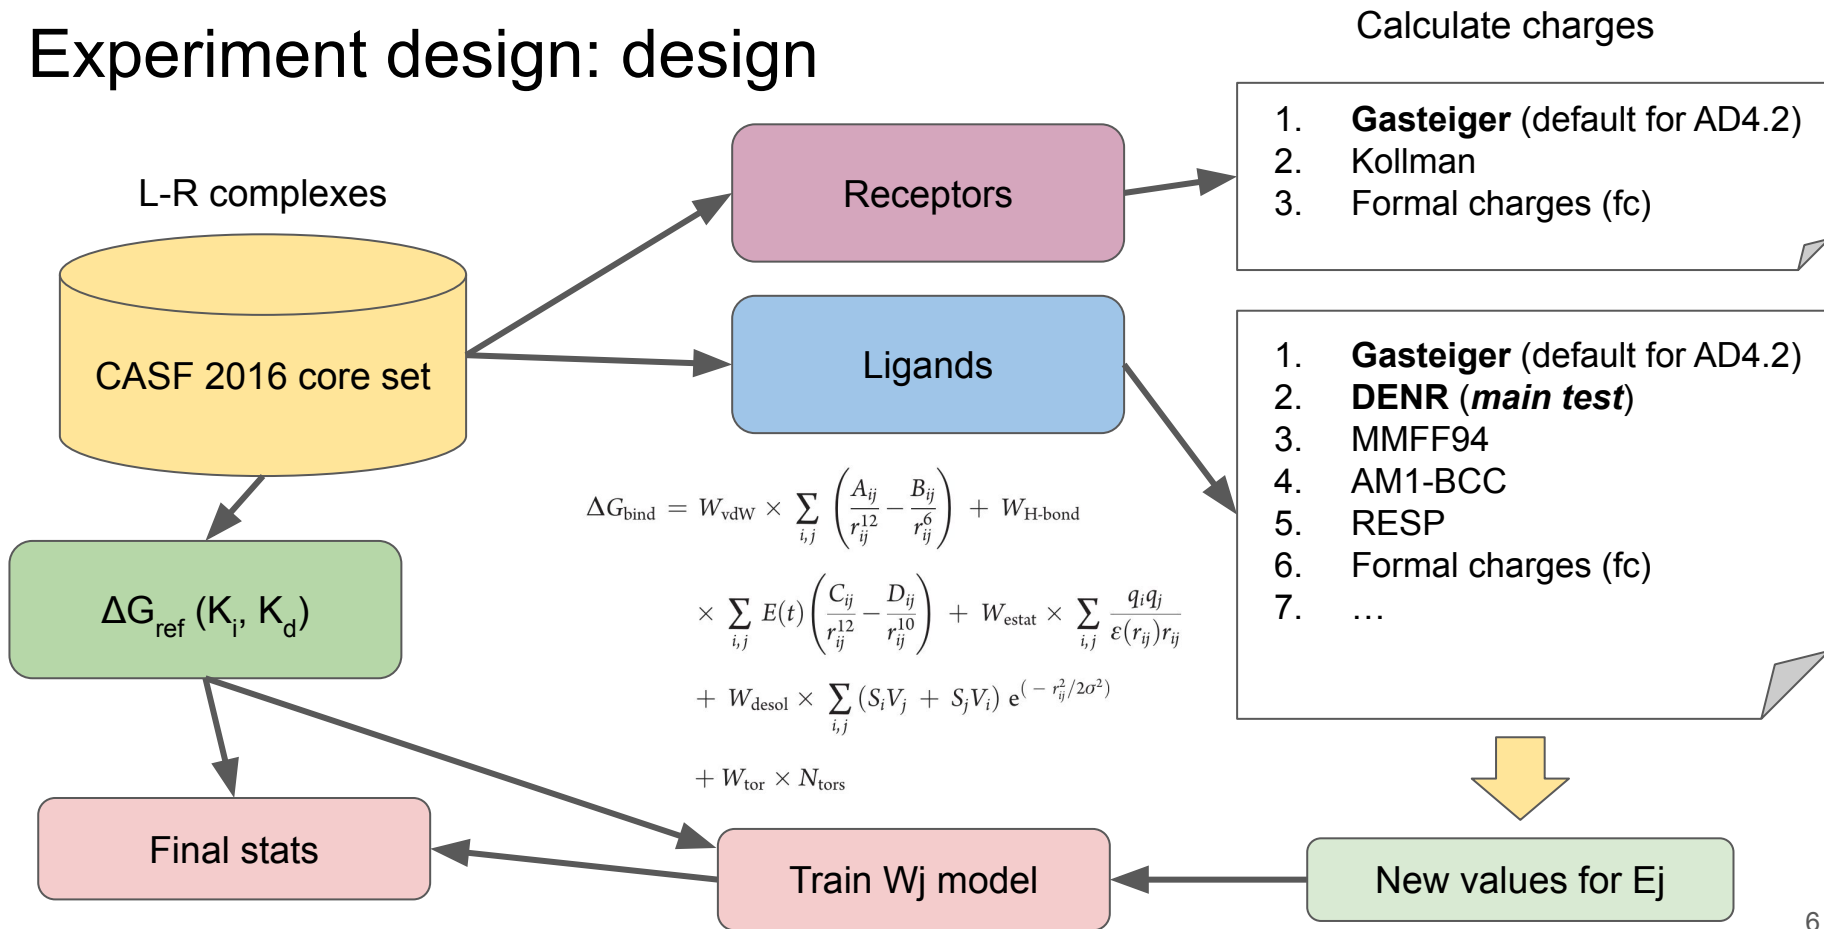 Experiment design: design
Calculate charges
L-R complexes
CASF 2016 core set
Receptors
Ligands
1. Gasteiger (default for AD4.2)
2. Kollman
3. Formal charges (fc)
1. Gasteiger (default for AD4.2)
2. DENR (main test)
3. MMFF94
4. AM1-BCC
5. RESP
6. Formal charges (fc)
7. …
ΔG_ref (K_i, K_d)
ΔG_bind = W_vdW × ∑_{i,j} (A_ij/r_ij^12 − B_ij/r_ij^6) + W_H-bond
× ∑_{i,j} E(t) (C_ij/r_ij^12 − D_ij/r_ij^10) + W_estat × ∑_{i,j} q_i q_j/ε(r_ij)r_ij
+ W_desol × ∑_{i,j} (S_i V_j + S_j V_i) e^(− r_ij^2/2σ^2)
+ W_tor × N_tors
Final stats
Train Wj model
New values for Ej
6